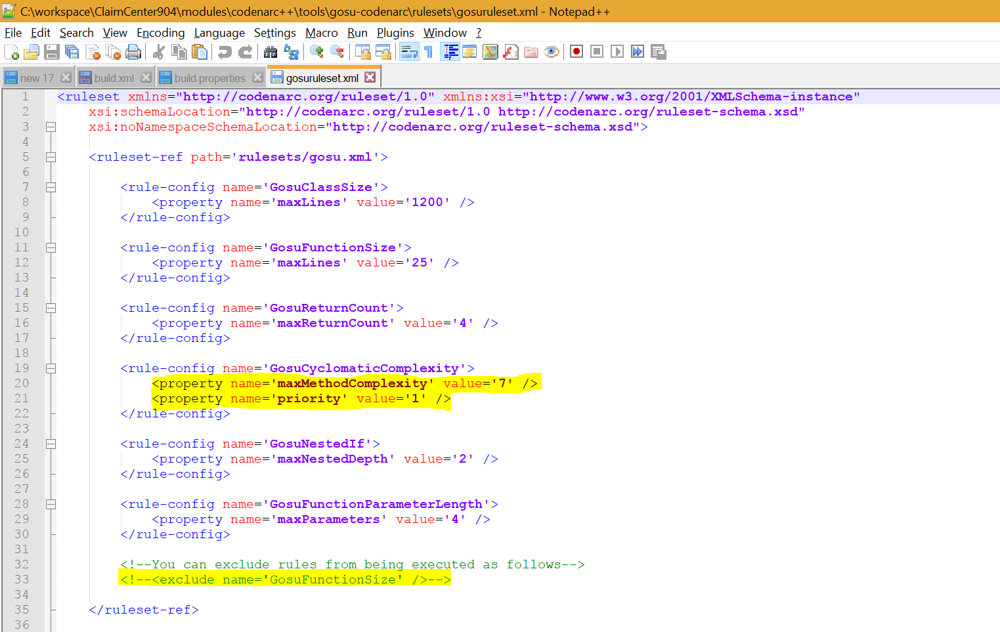 C:\workspace\ClaimCenter904\modules\codenarc++\tools\gosu-codenarc\rulesets\gosuruleset.xml - Notepad++
File Edit Search View Encoding Language Settings Macro Run Plugins Window ?
new 17 build.xml build.properties gosuruleset.xml
1 <ruleset xmlns="http://codenarc.org/ruleset/1.0" xmlns:xsi="http://www.w3.org/2001/XMLSchema-instance"
2 xsi:schemaLocation="http://codenarc.org/ruleset/1.0 http://codenarc.org/ruleset-schema.xsd"
3 xsi:noNamespaceSchemaLocation="http://codenarc.org/ruleset-schema.xsd">
4
5 <ruleset-ref path='rulesets/gosu.xml'>
6
7 <rule-config name='GosuClassSize'>
8 <property name='maxLines' value='1200' />
9 </rule-config>
10
11 <rule-config name='GosuFunctionSize'>
12 <property name='maxLines' value='25' />
13 </rule-config>
14
15 <rule-config name='GosuReturnCount'>
16 <property name='maxReturnCount' value='4' />
17 </rule-config>
18
19 <rule-config name='GosuCyclomaticComplexity'>
20 <property name='maxMethodComplexity' value='7' />
21 <property name='priority' value='1' />
22 </rule-config>
23
24 <rule-config name='GosuNestedIf'>
25 <property name='maxNestedDepth' value='2' />
26 </rule-config>
27
28 <rule-config name='GosuFunctionParameterLength'>
29 <property name='maxParameters' value='4' />
30 </rule-config>
31
32 <!--You can exclude rules from being executed as follows-->
33 <!--<exclude name='GosuFunctionSize' />-->
34
35 </ruleset-ref>
36